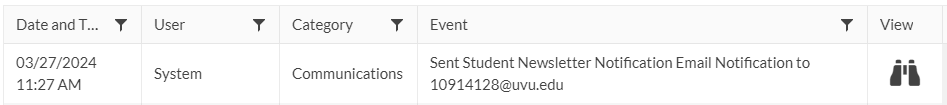 Date and T... User Category Event View
03/27/2024
11:27 AM
System
Communications
Sent Student Newsletter Notification Email Notification to
10914128@uvu.edu